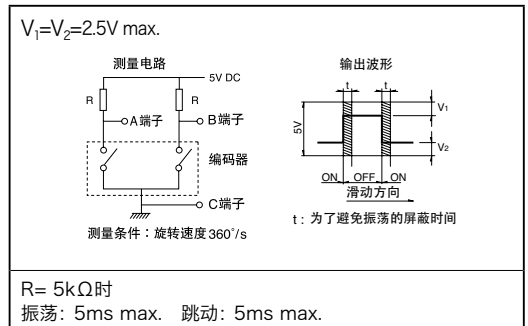 V₁=V₂=2.5V max.
测量电路
5V DC
R
R
A端子
B端子
编码器
C端子
测量条件：旋转速度360°/s
输出波形
t
t
5V
V₁
V₂
ON
OFF
ON
滑动方向
t：为了避免振荡的屏蔽时间
R= 5kΩ时
振荡: 5ms max. 跳动: 5ms max.